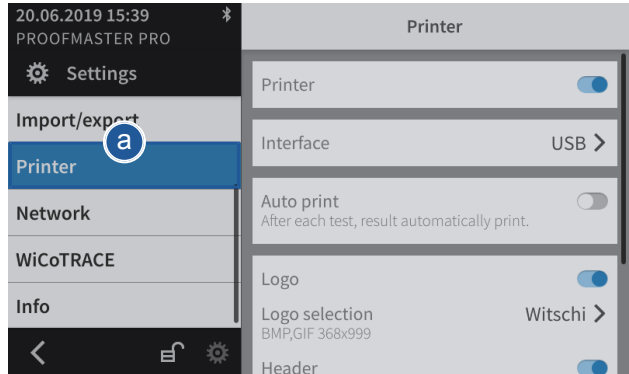 20.06.2019 15:39
PROOFMASTER PRO
Settings
Import/export
a
Printer
Network
WiCoTRACE
Info
Printer
Printer
Interface USB
Auto print
After each test, result automatically print.
Logo
Logo selection Witschi
BMP,GIF 368x999
Header